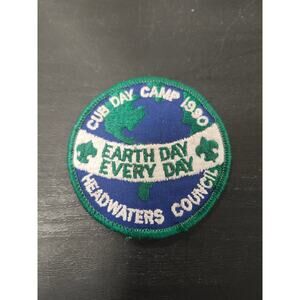 CUB DAY CAMP 1990
EARTH DAY
EVERY DAY
HEADWATERS COUNCIL